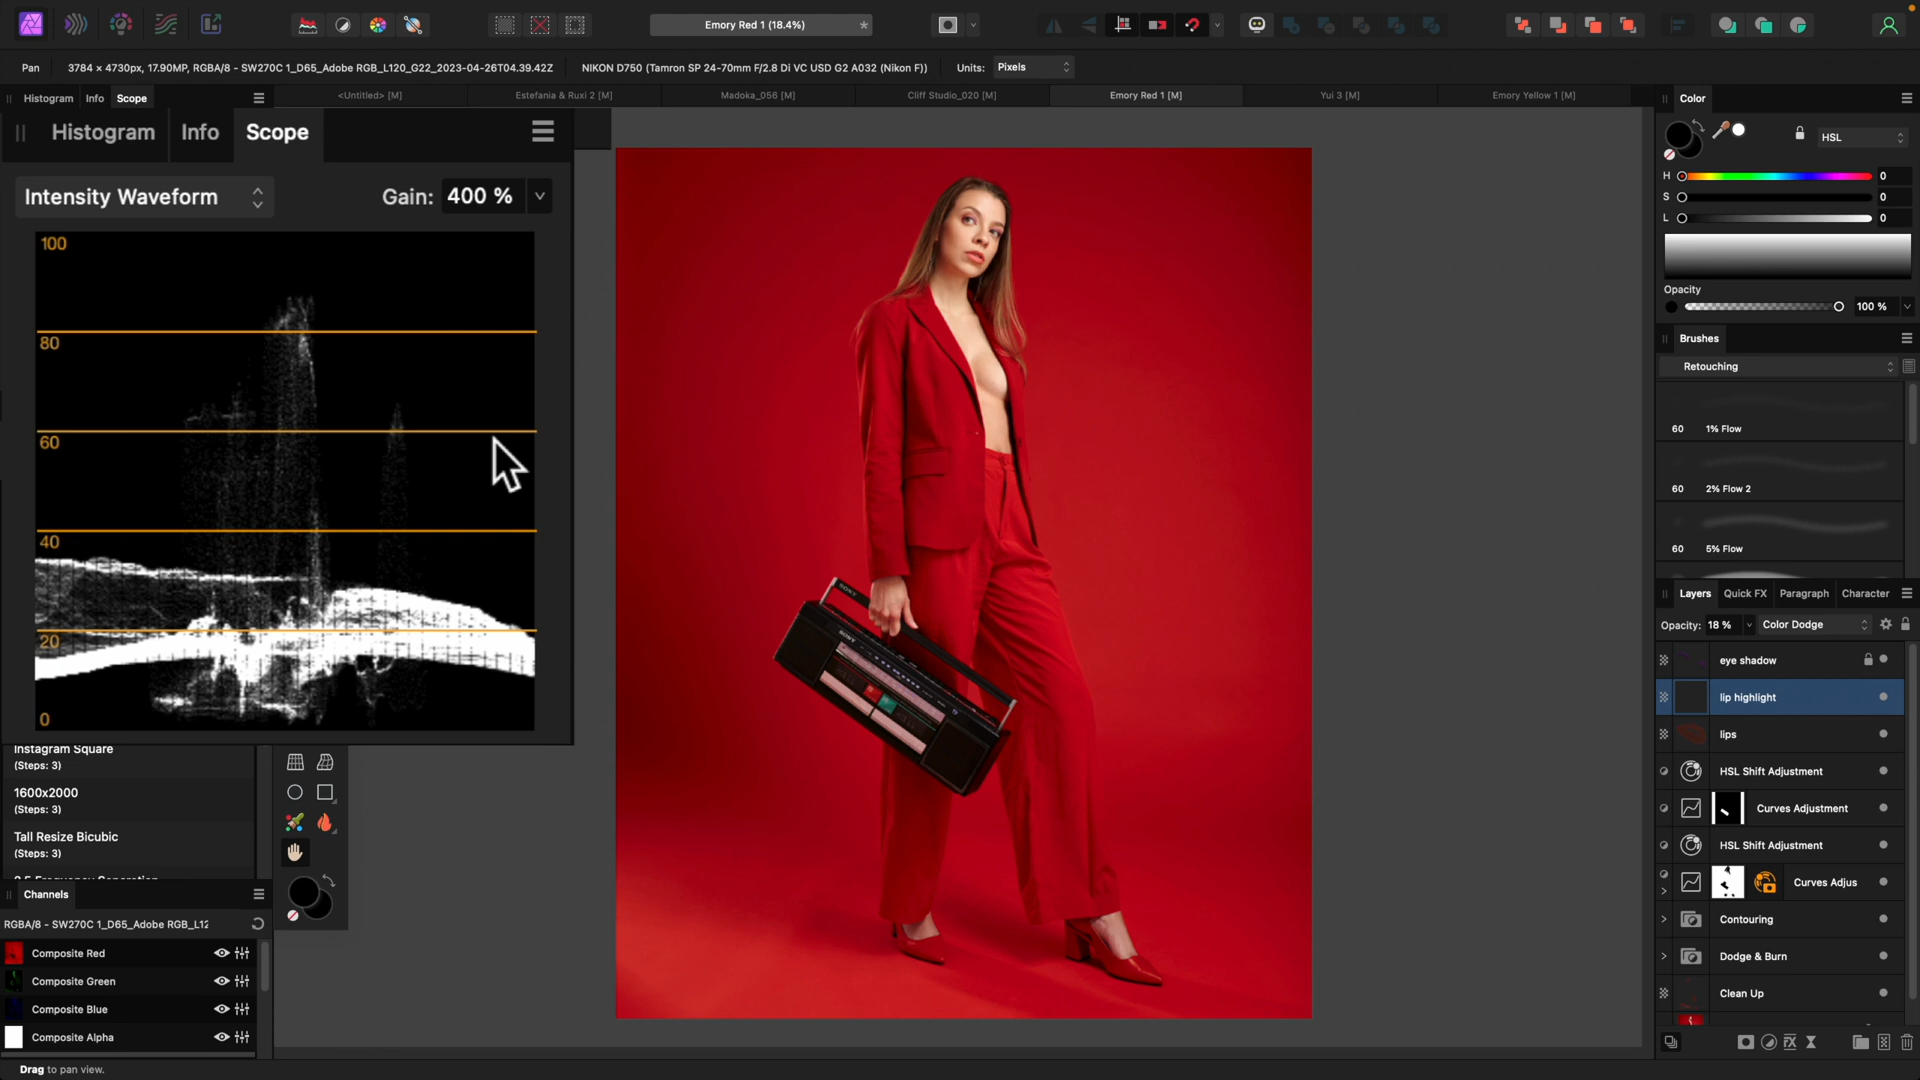 Emory Red 1 (18.4%)
*
Pan
3784 × 4730px, 17.90MP, RGBA/8 - SW270C 1_D65_Adobe RGB_L120_G22_2023-04-26T04.39.42Z
NIKON D750 (Tamron SP 24-70mm F/2.8 Di VC USD G2 A032 (Nikon F))
Units: Pixels
Histogram Info Scope
<Untitled> [M]
Estefania & Ruxi 2 [M]
Madoka_056 [M]
Cliff Studio_020 [M]
Emory Red 1 [M]
Yui 3 [M]
Emory Yellow 1 [M]
Histogram Info Scope
Intensity Waveform
Gain: 400 %
100
80
60
40
20
0
SONY
SONY
Instagram Square
(Steps: 3)
1600x2000
(Steps: 3)
Tall Resize Bicubic
(Steps: 3)
Channels
RGBA/8 - SW270C 1_D65_Adobe RGB_L12
Composite Red
Composite Green
Composite Blue
Composite Alpha
Drag to pan view.
Color
HSL
H 0
S 0
L 0
Opacity
100 %
Brushes
Retouching
60 1% Flow
60 2% Flow 2
60 5% Flow
Layers Quick FX Paragraph Character
Opacity: 18 % Color Dodge
eye shadow
lip highlight
lips
HSL Shift Adjustment
Curves Adjustment
HSL Shift Adjustment
Curves Adjus
Contouring
Dodge & Burn
Clean Up